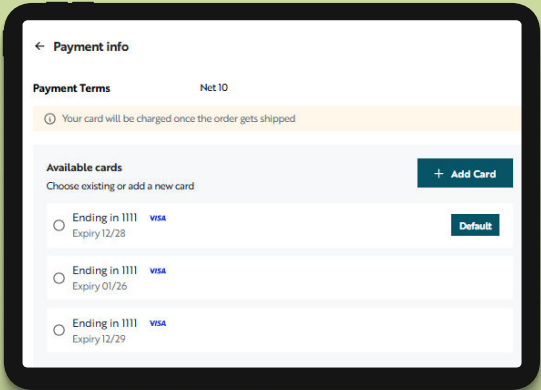 ← Payment info
Payment Terms Net 10
Your card will be charged once the order gets shipped
Available cards
Choose existing or add a new card
+ Add Card
Ending in 1111 VISA
Expiry 12/28
Default
Ending in 1111 VISA
Expiry 01/26
Ending in 1111 VISA
Expiry 12/29